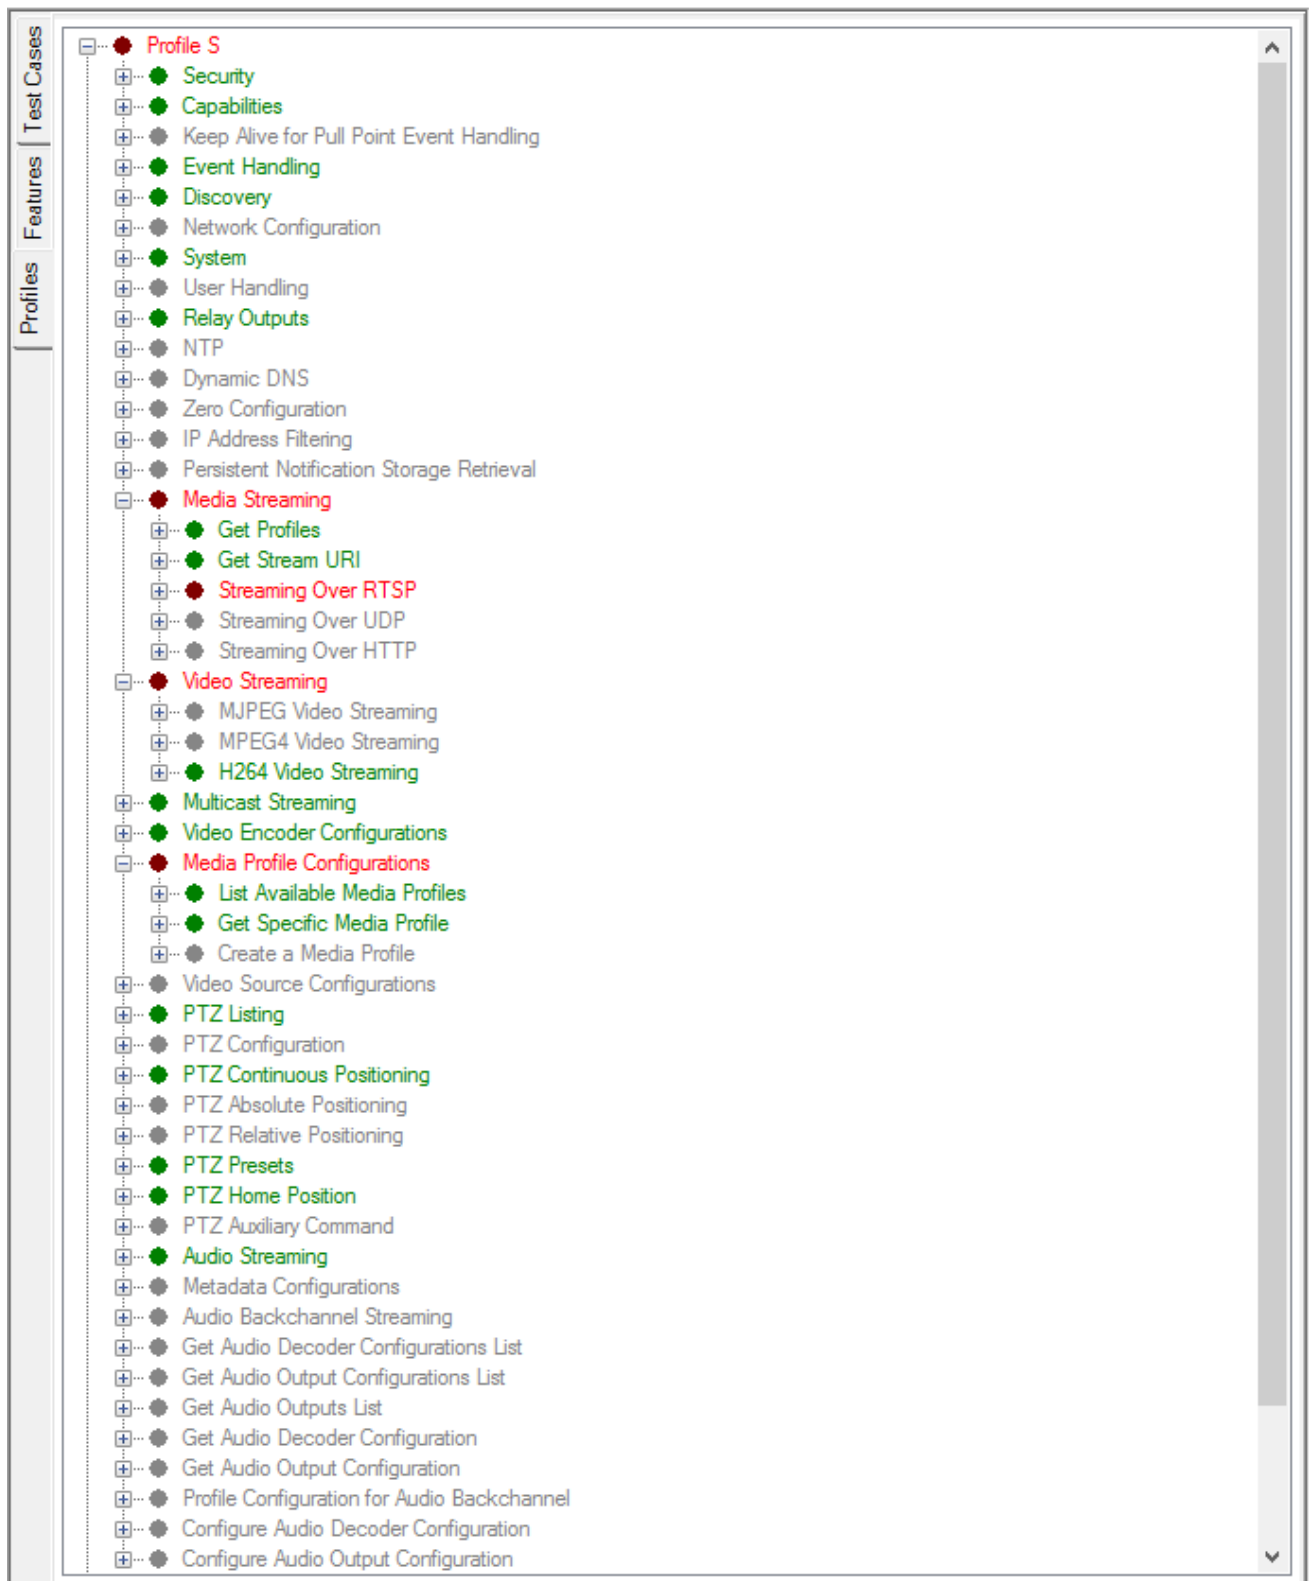 Test Cases
Features
Profiles
Profile S
Security
Capabilities
Keep Alive for Pull Point Event Handling
Event Handling
Discovery
Network Configuration
System
User Handling
Relay Outputs
NTP
Dynamic DNS
Zero Configuration
IP Address Filtering
Persistent Notification Storage Retrieval
Media Streaming
Get Profiles
Get Stream URI
Streaming Over RTSP
Streaming Over UDP
Streaming Over HTTP
Video Streaming
MJPEG Video Streaming
MPEG4 Video Streaming
H264 Video Streaming
Multicast Streaming
Video Encoder Configurations
Media Profile Configurations
List Available Media Profiles
Get Specific Media Profile
Create a Media Profile
Video Source Configurations
PTZ Listing
PTZ Configuration
PTZ Continuous Positioning
PTZ Absolute Positioning
PTZ Relative Positioning
PTZ Presets
PTZ Home Position
PTZ Auxiliary Command
Audio Streaming
Metadata Configurations
Audio Backchannel Streaming
Get Audio Decoder Configurations List
Get Audio Output Configurations List
Get Audio Outputs List
Get Audio Decoder Configuration
Get Audio Output Configuration
Profile Configuration for Audio Backchannel
Configure Audio Decoder Configuration
Configure Audio Output Configuration